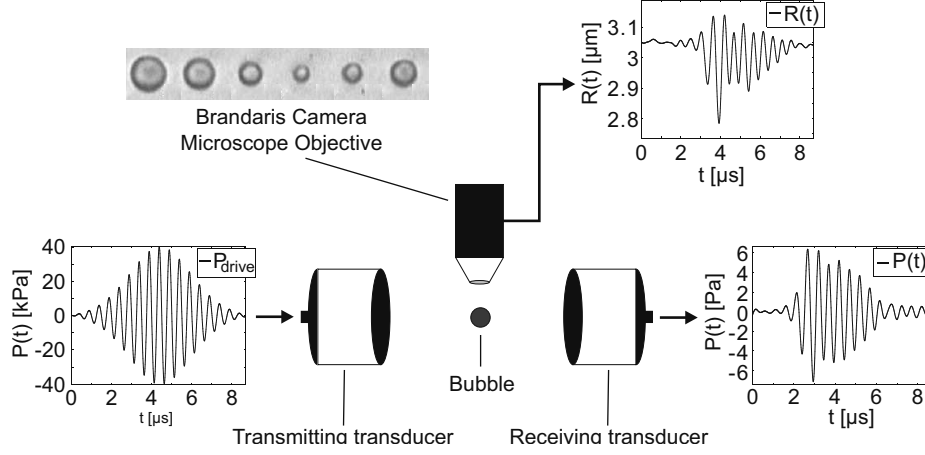 3.1
3
2.9
2.8
R(t) [µm]
R(t)
0 2 4 6 8
t [µs]
Brandaris Camera
Microscope Objective
40
20
0
-20
-40
P(t) [kPa]
P_drive
0 2 4 6 8
t [µs]
6
4
2
0
-2
-4
-6
P(t) [Pa]
P(t)
0 2 4 6 8
t [µs]
Bubble
Transmitting transducer
Receiving transducer